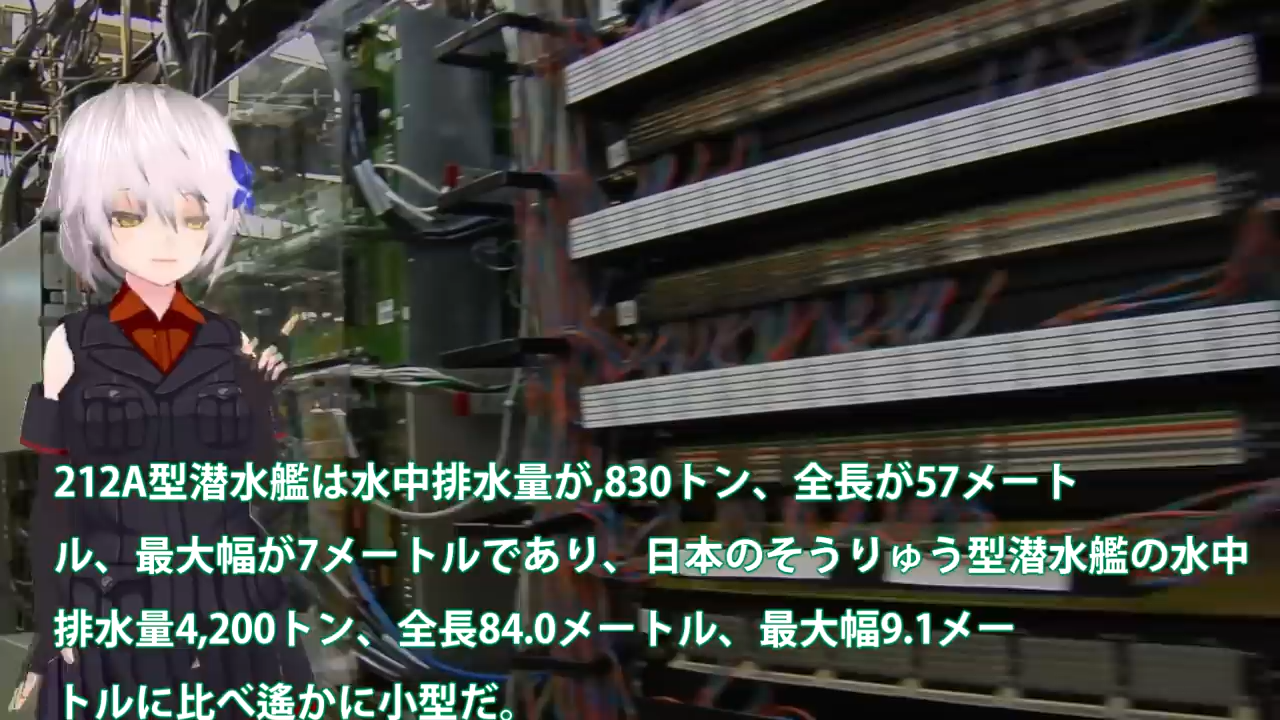 212A型潜水艦は水中排水量が,830トン、全長が57メート
ル、最大幅が7メートルであり、日本のそうりゅう型潜水艦の水中
排水量4,200トン、全長84.0メートル、最大幅9.1メー
トルに比べ遙かに小型だ。